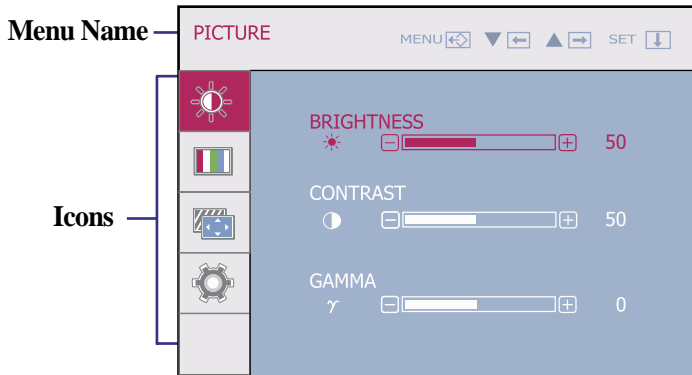 Menu Name
PICTURE
MENU SET
BRIGHTNESS
50
CONTRAST
50
Icons
GAMMA
γ 0